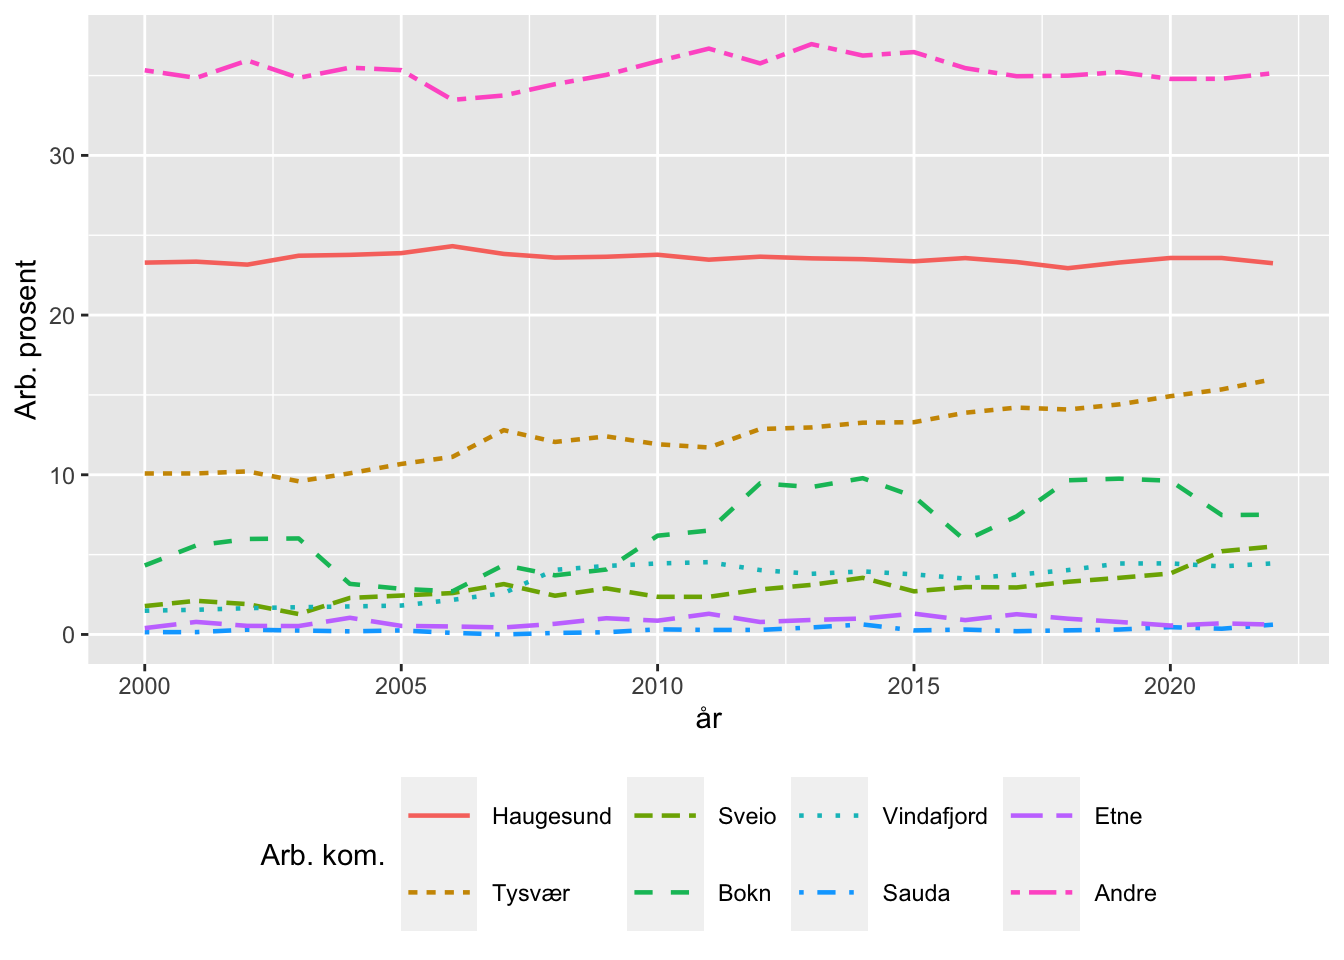 Arb. prosent
30
20
10
0
2000 2005 2010 2015 2020
år
Arb. kom.
Haugesund Sveio Vindafjord Etne
Tysvær Bokn Sauda Andre